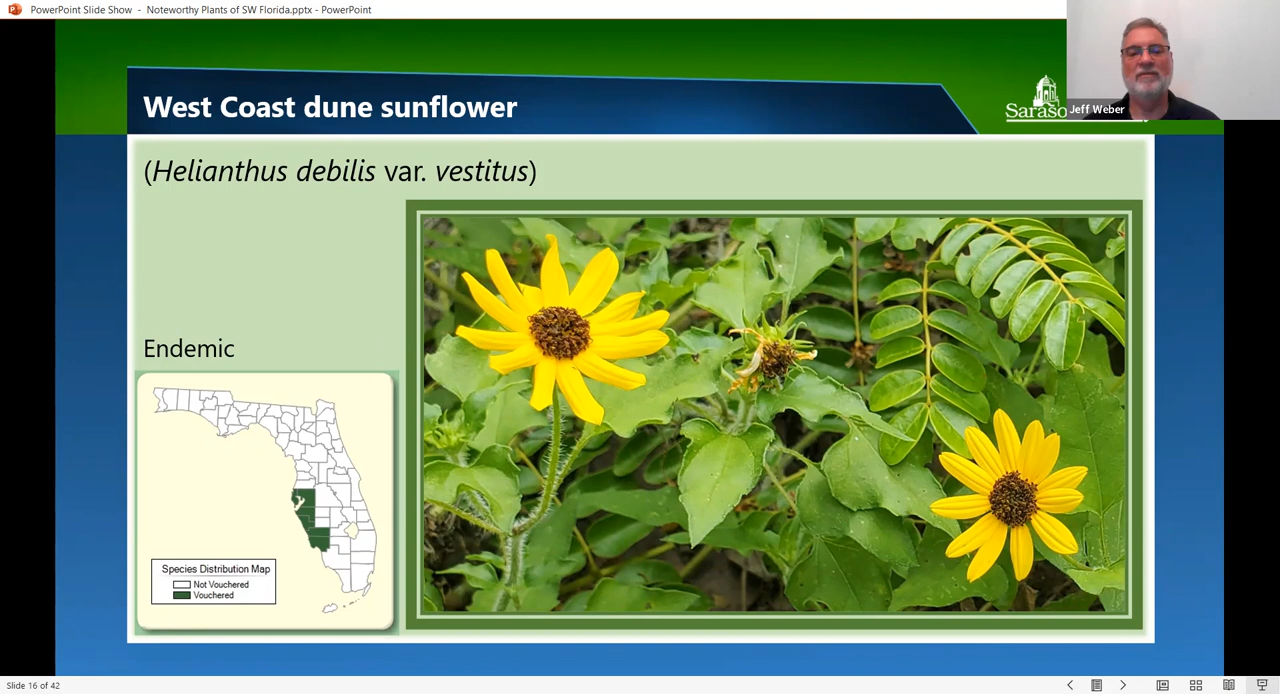 PowerPoint Slide Show - Noteworthy Plants of SW Florida.pptx - PowerPoint
West Coast dune sunflower
Jeff Weber
(Helianthus debilis var. vestitus)
Endemic
Species Distribution Map
Not Vouchered
Vouchered
Slide 16 of 42